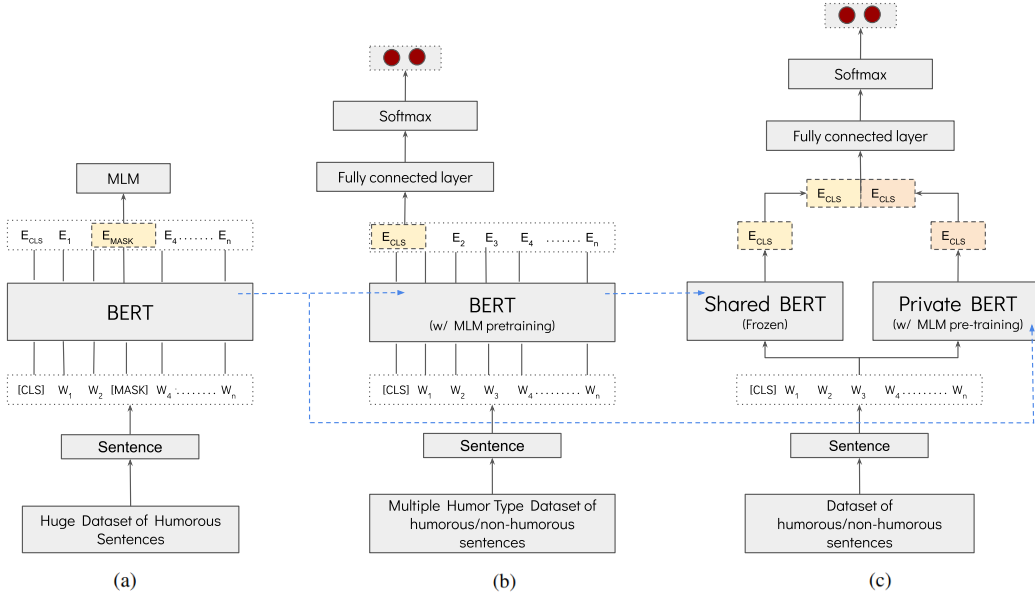 MLM
E_CLS E_1 E_MASK E_4 ....... E_n
BERT
[CLS] W_1 W_2 [MASK] W_4 ......... W_n
Sentence
Huge Dataset of Humorous
Sentences
(a)
Softmax
Fully connected layer
E_CLS E_2 E_3 E_4 ....... E_n
BERT
(w/ MLM pretraining)
[CLS] W_1 W_2 W_3 W_4 ......... W_n
Sentence
Multiple Humor Type Dataset of
humorous/non-humorous
sentences
(b)
Softmax
Fully connected layer
E_CLS E_CLS
E_CLS
E_CLS
Shared BERT
(Frozen)
Private BERT
(w/ MLM pre-training)
[CLS] W_1 W_2 W_3 W_4 ......... W_n
Sentence
Dataset of
humorous/non-humorous
sentences
(c)